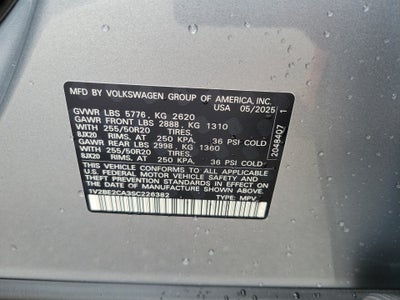 MFD BY VOLKSWAGEN GROUP OF AMERICA, INC.
USA 05/2025
GVWR LBS 5776, KG 2620
GAWR FRONT LBS 2888, KG 1310
WITH 255/50R20 TIRES,
8JX20 RIMS, AT 250 KPA, 36 PSI COLD
GAWR REAR LBS 2998, KG 1360
WITH 255/50R20 TIRES,
8JX20 RIMS, AT 250 KPA, 36 PSI COLD
THIS VEHICLE CONFORMS TO ALL APPLICABLE
U.S. FEDERAL MOTOR VEHICLE SAFETY AND
THEFT PREVENTION STANDARDS IN EFFECT ON THE
DATE OF MANUFACTURE SHOWN ABOVE.
1V2BE2CA3SC226382 TYPE: MPV
2048407 1